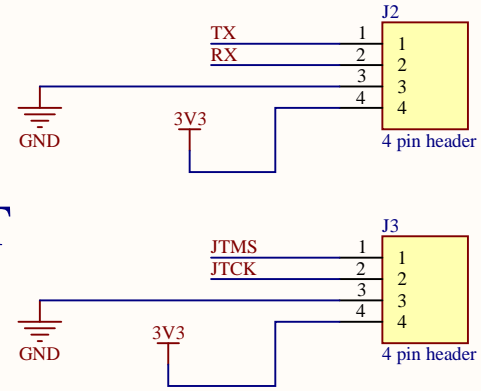 J2
TX 1 1
RX 2 2
3 3
4 4
3V3
GND
4 pin header
J3
JTMS 1 1
JTCK 2 2
3 3
4 4
3V3
GND
4 pin header